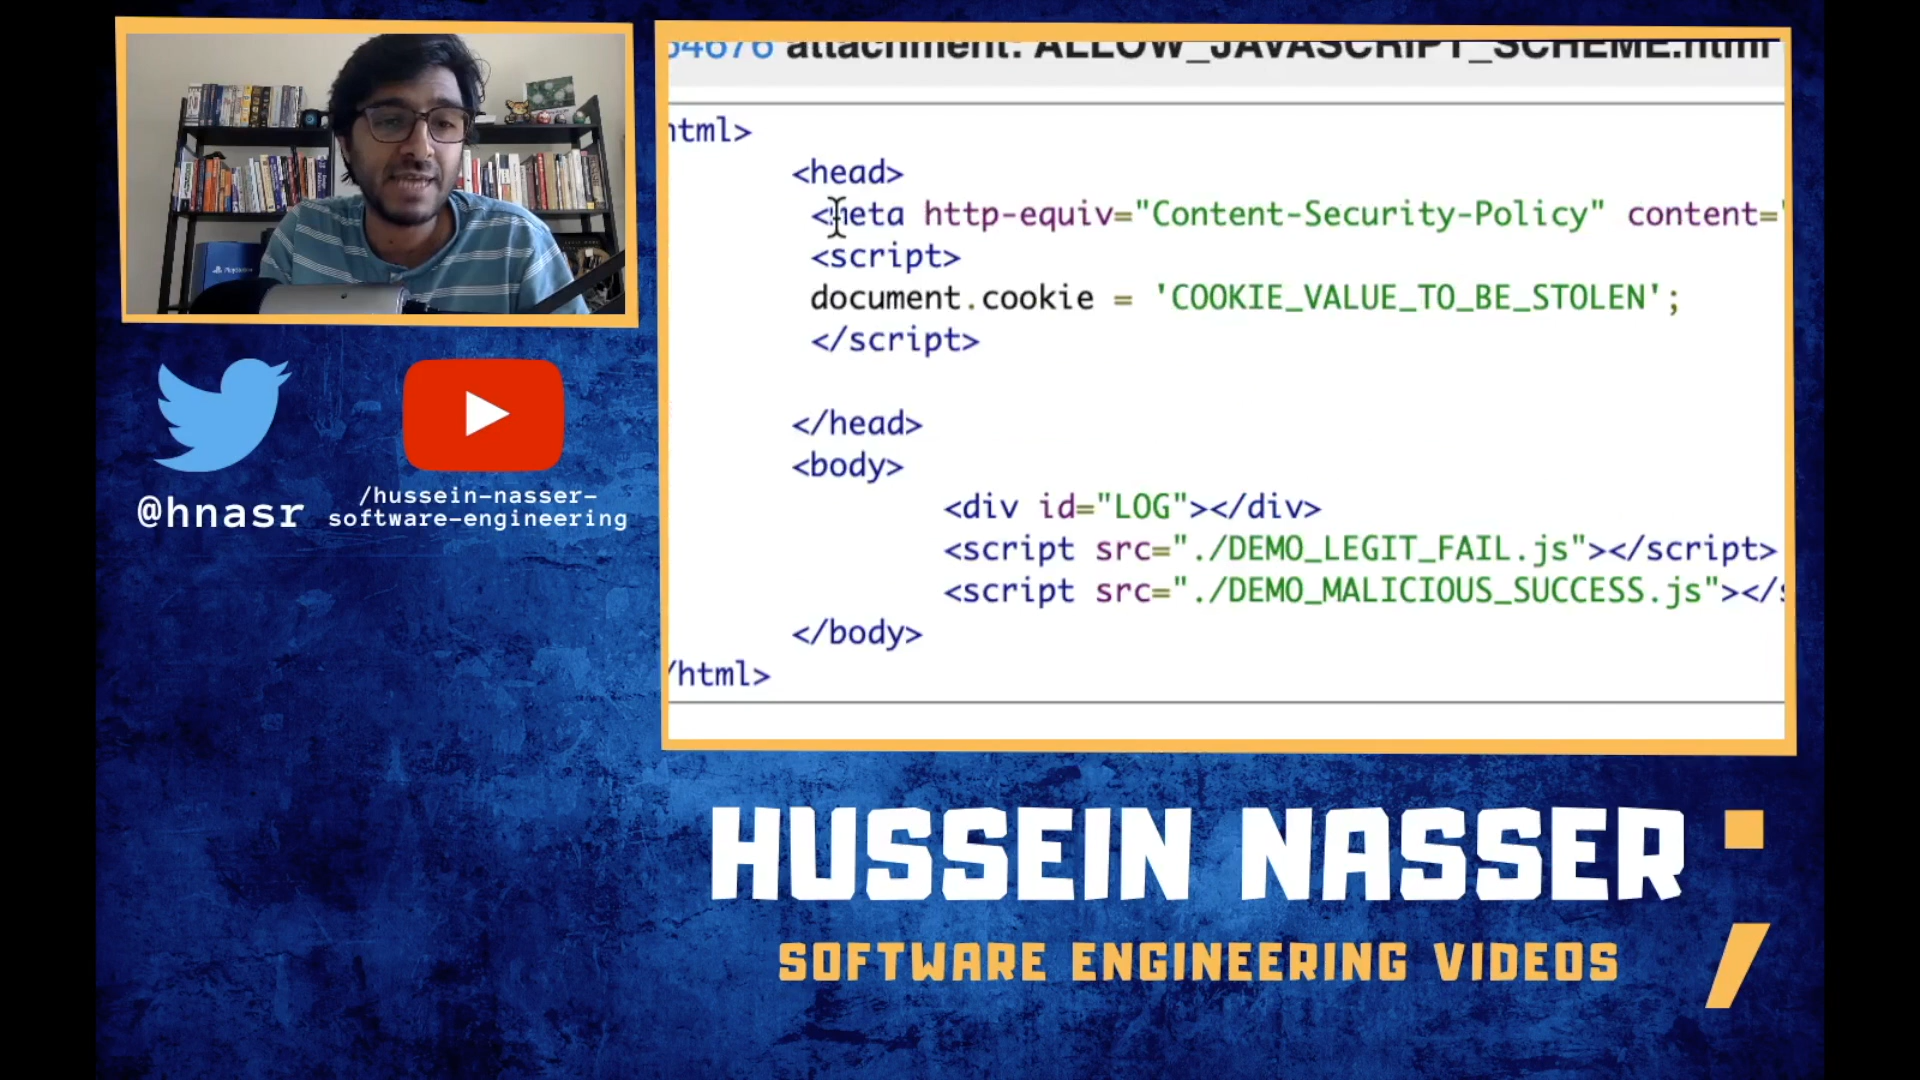 64676 attachment: ALLOW_JAVASCRIPT_SCHEME.html
html>
<head>
<meta http-equiv="Content-Security-Policy" content="
<script>
document.cookie = 'COOKIE_VALUE_TO_BE_STOLEN';
</script>
</head>
<body>
<div id="LOG"></div>
<script src="./DEMO_LEGIT_FAIL.js"></script>
<script src="./DEMO_MALICIOUS_SUCCESS.js"></s
</body>
/html>
@hnasr
/hussein-nasser-
software-engineering
HUSSEIN NASSER ;
SOFTWARE ENGINEERING VIDEOS